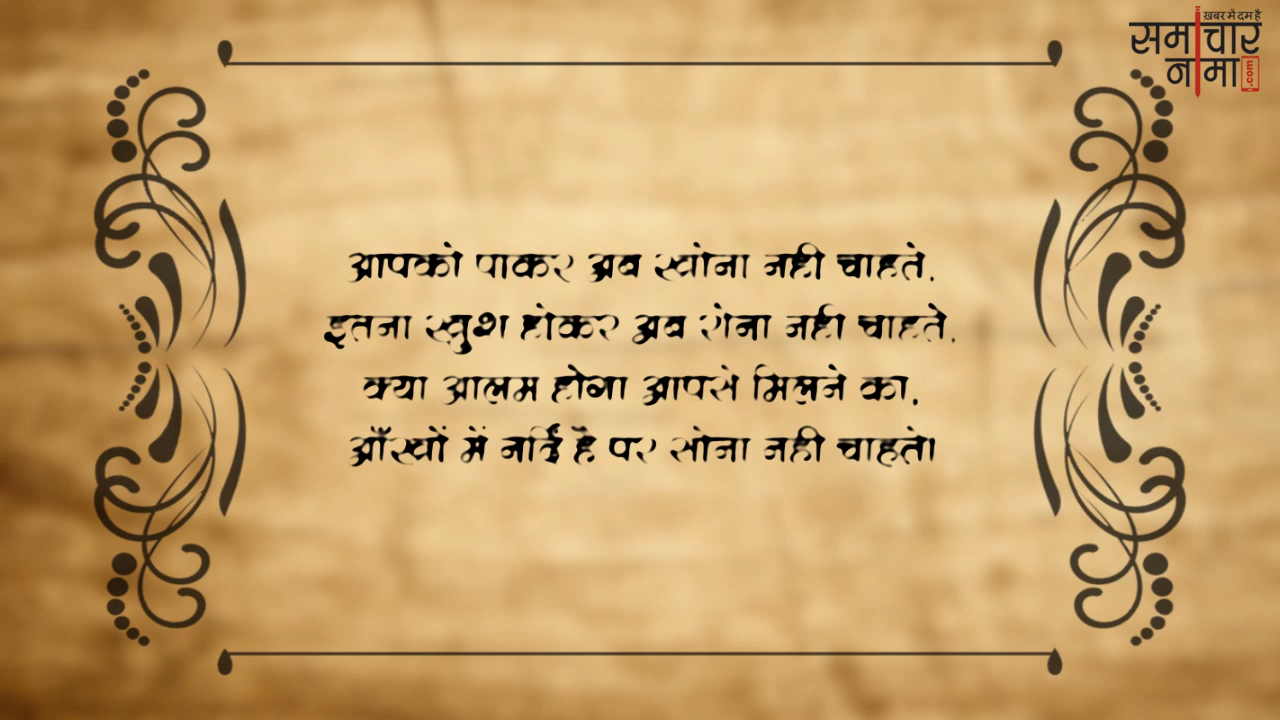 खबर में दम है
समाचार
नामा.com
आपको पाकर अब खोना नही चाहते,
इतना खुश होकर अब रोना नही चाहते,
क्या आलम होगा आपसे मिलने का,
आँखों में नींद है पर सोना नही चाहते।